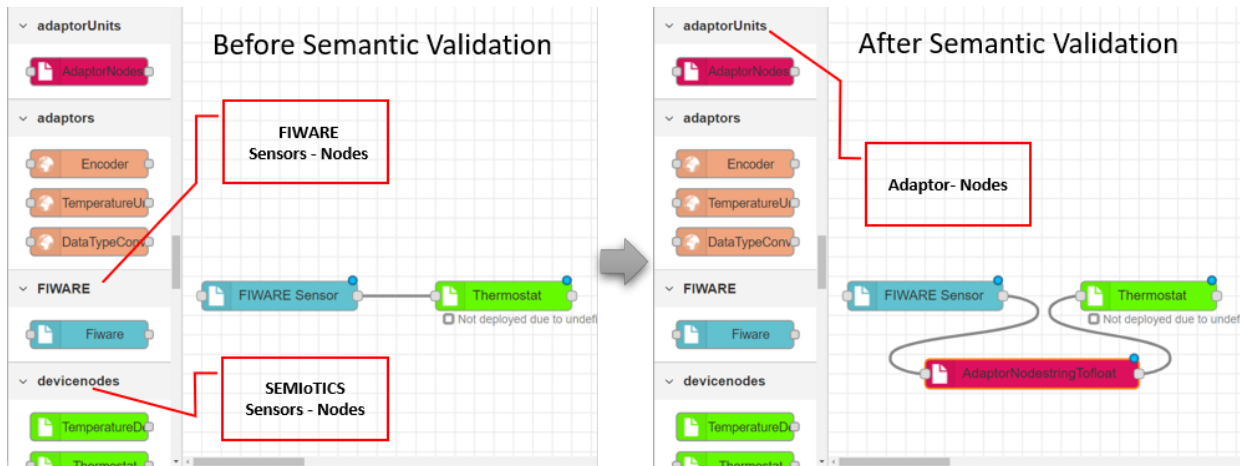 adaptorUnits
Before Semantic Validation
AdaptorNodes
adaptors
FIWARE
Sensors - Nodes
Encoder
TemperatureU
DataTypeConv
FIWARE
FIWARE Sensor
Thermostat
Not deployed due to undefi
Fiware
devicenodes
SEMIoTICS
Sensors - Nodes
TemperatureD
Thermostat
adaptorUnits
After Semantic Validation
AdaptorNodes
adaptors
Adaptor- Nodes
Encoder
TemperatureU
DataTypeConv
FIWARE
FIWARE Sensor
Thermostat
Not deployed due to undef
Fiware
AdaptorNodestringTofloat
devicenodes
TemperatureD
Thermostat